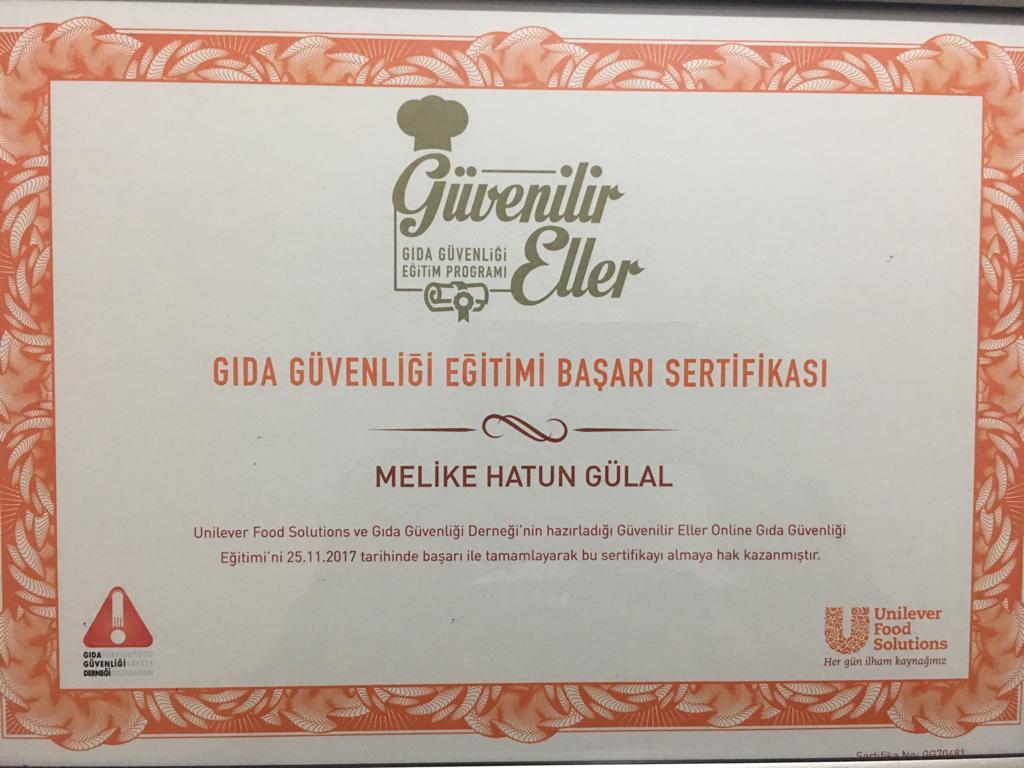 Güvenilir
Eller
GIDA GÜVENLİĞİ
EĞİTİM PROGRAMI
GIDA GÜVENLİĞİ EĞİTİMİ BAŞARI SERTİFİKASI
MELİKE HATUN GÜLAL
Unilever Food Solutions ve Gıda Güvenliği Derneği'nin hazırladığı Güvenilir Eller Online Gıda Güvenliği
Eğitimi'ni 25.11.2017 tarihinde başarı ile tamamlayarak bu sertifikayı almaya hak kazanmıştır.
GIDA
GÜVENLİĞİ
DERNEĞİ
Unilever
Food
Solutions
Her gün ilham kaynağınız
Sertifika No: